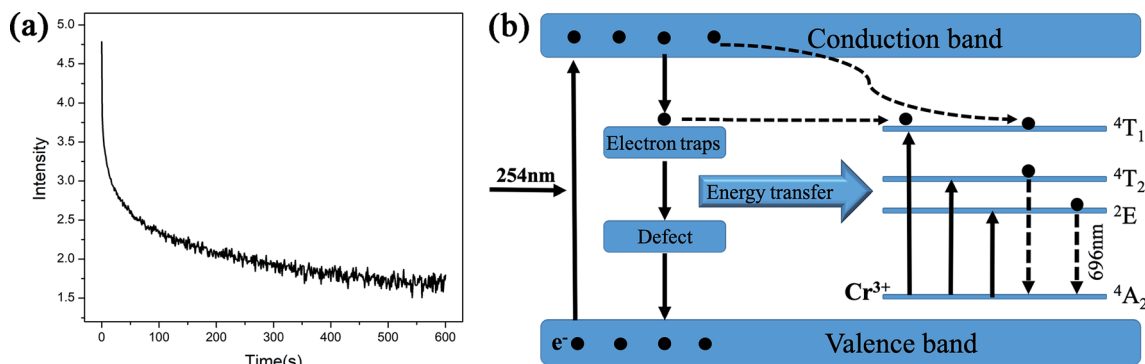 (a)
5.0
4.5
4.0
3.5
3.0
2.5
2.0
1.5
Intensity
0
100
200
300
400
500
600
Time(s)
(b)
Conduction band
Electron traps
⁴T₁
254nm
Energy transfer
⁴T₂
²E
Defect
696nm
Cr³⁺
⁴A₂
e⁻
Valence band